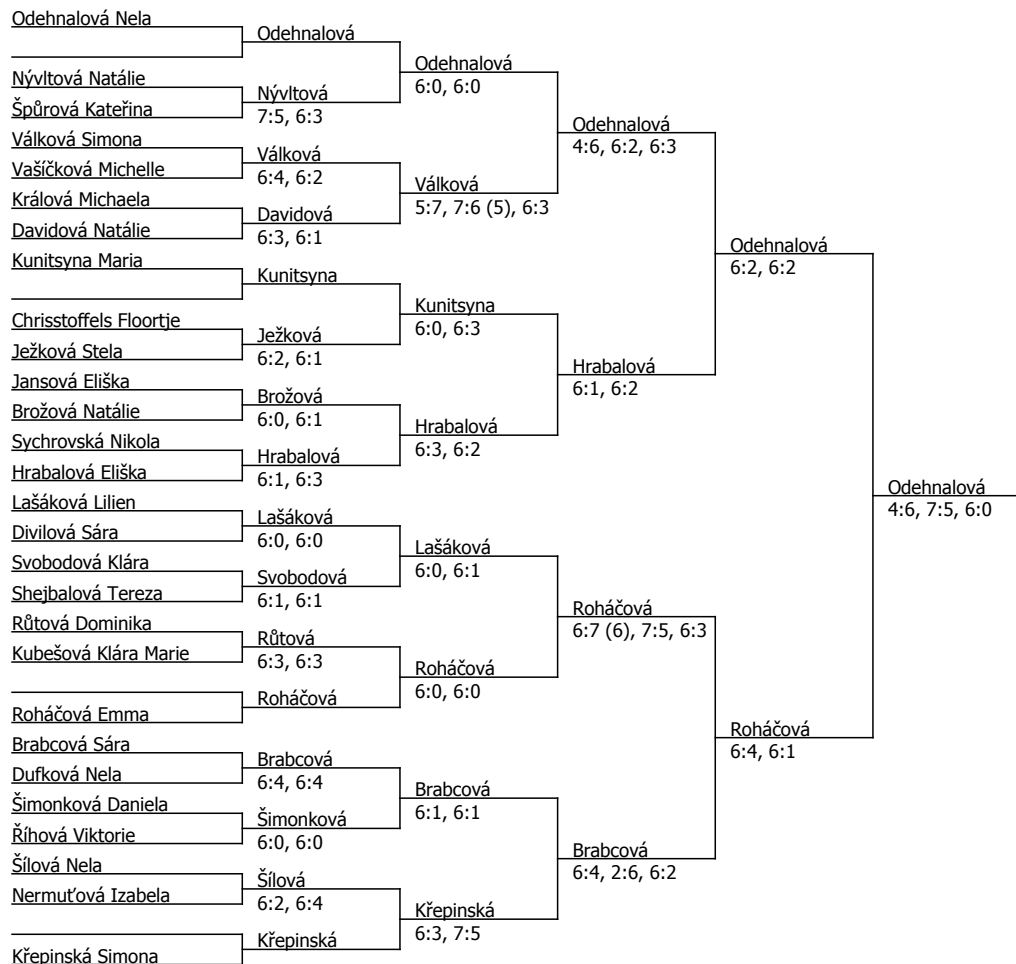 Odehnalová Nela
Nývltová Natálie
Špůrová Kateřina
Válková Simona
Vašíčková Michelle
Králová Michaela
Davidová Natálie
Kunitsyna Maria
Chrisstoffels Floortje
Ježková Stela
Jansová Eliška
Brožová Natálie
Sychrovská Nikola
Hrabalová Eliška
Lašáková Lilien
Divilová Sára
Svobodová Klára
Shejbalová Tereza
Růtová Dominika
Kubešová Klára Marie
Roháčová Emma
Brabcová Sára
Dufková Nela
Šimonková Daniela
Říhová Viktorie
Šílová Nela
Nermuťová Izabela
Křepinská Simona
Odehnalová
Nývltová
7:5, 6:3
Válková
6:4, 6:2
Davidová
6:3, 6:1
Kunitsyna
Ježková
6:2, 6:1
Brožová
6:0, 6:1
Hrabalová
6:1, 6:3
Lašáková
6:0, 6:0
Svobodová
6:1, 6:1
Růtová
6:3, 6:3
Roháčová
Brabcová
6:4, 6:4
Šimonková
6:0, 6:0
Šílová
6:2, 6:4
Křepinská
Odehnalová
6:0, 6:0
Válková
5:7, 7:6 (5), 6:3
Kunitsyna
6:0, 6:3
Hrabalová
6:3, 6:2
Lašáková
6:0, 6:1
Roháčová
6:0, 6:0
Brabcová
6:1, 6:1
Křepinská
6:3, 7:5
Odehnalová
4:6, 6:2, 6:3
Hrabalová
6:1, 6:2
Roháčová
6:7 (6), 7:5, 6:3
Brabcová
6:4, 2:6, 6:2
Odehnalová
6:2, 6:2
Roháčová
6:4, 6:1
Odehnalová
4:6, 7:5, 6:0